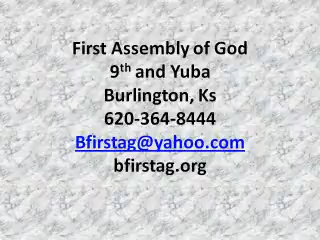 First Assembly of God
9th and Yuba
Burlington, Ks
620-364-8444
Bfirstag@yahoo.com
bfirstag.org